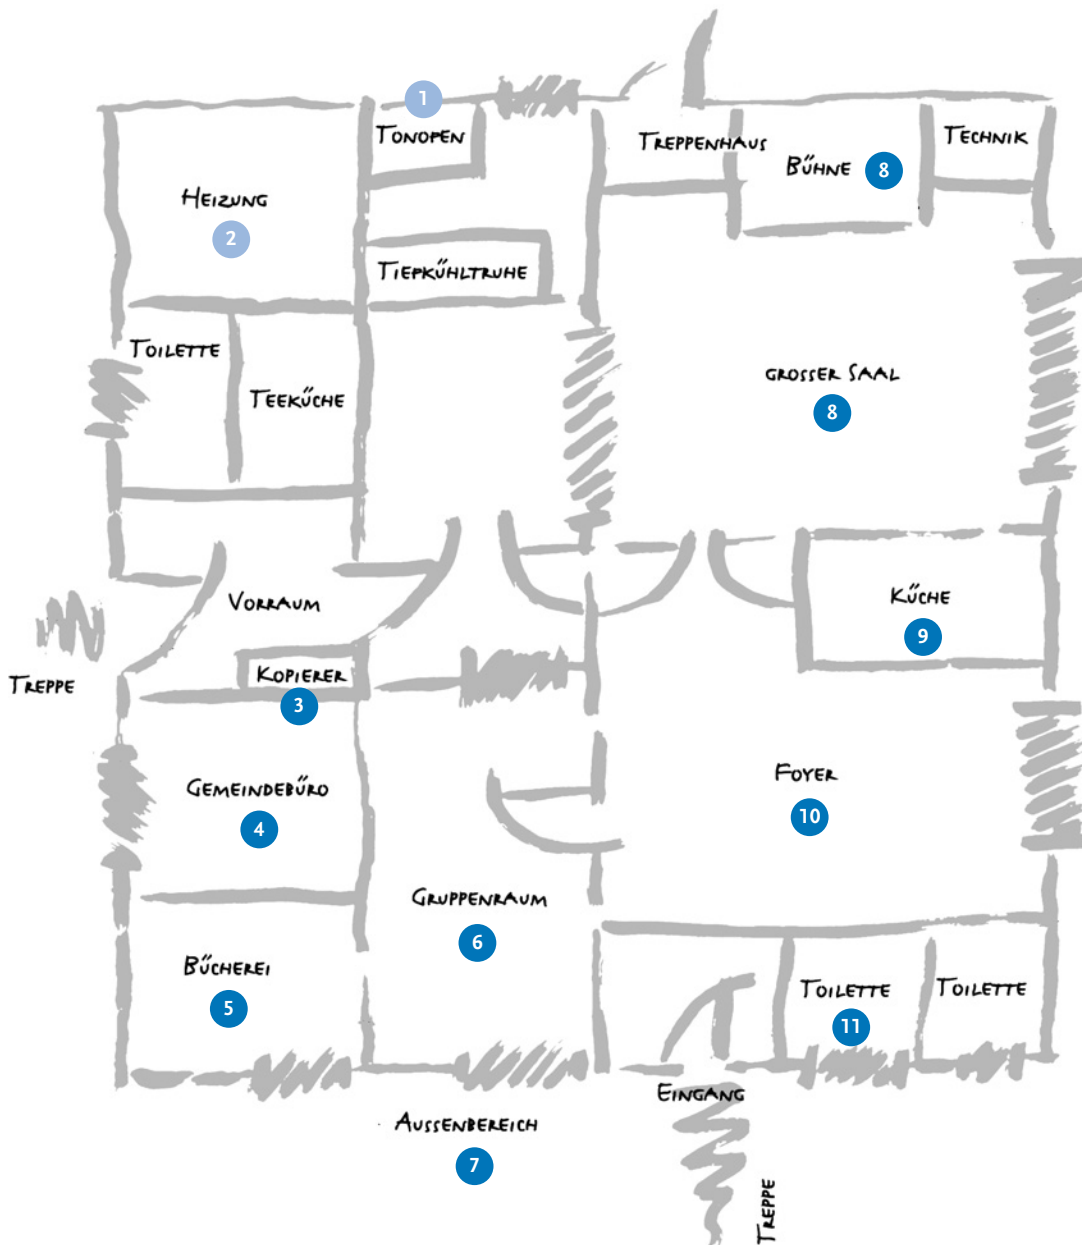 1
TONOFEN
TREPPENHAUS
BÜHNE 8
TECHNIK
HEIZUNG
2
TIEFKÜHLTRUHE
TOILETTE
TEEKÜCHE
GROSSER SAAL
8
VORRAUM
KÜCHE
9
TREPPE
KOPIERER
3
GEMEINDEBÜRO
4
FOYER
10
GRUPPENRAUM
6
BÜCHEREI
5
TOILETTE
11
TOILETTE
EINGANG
AUSSENBEREICH
7
TREPPE